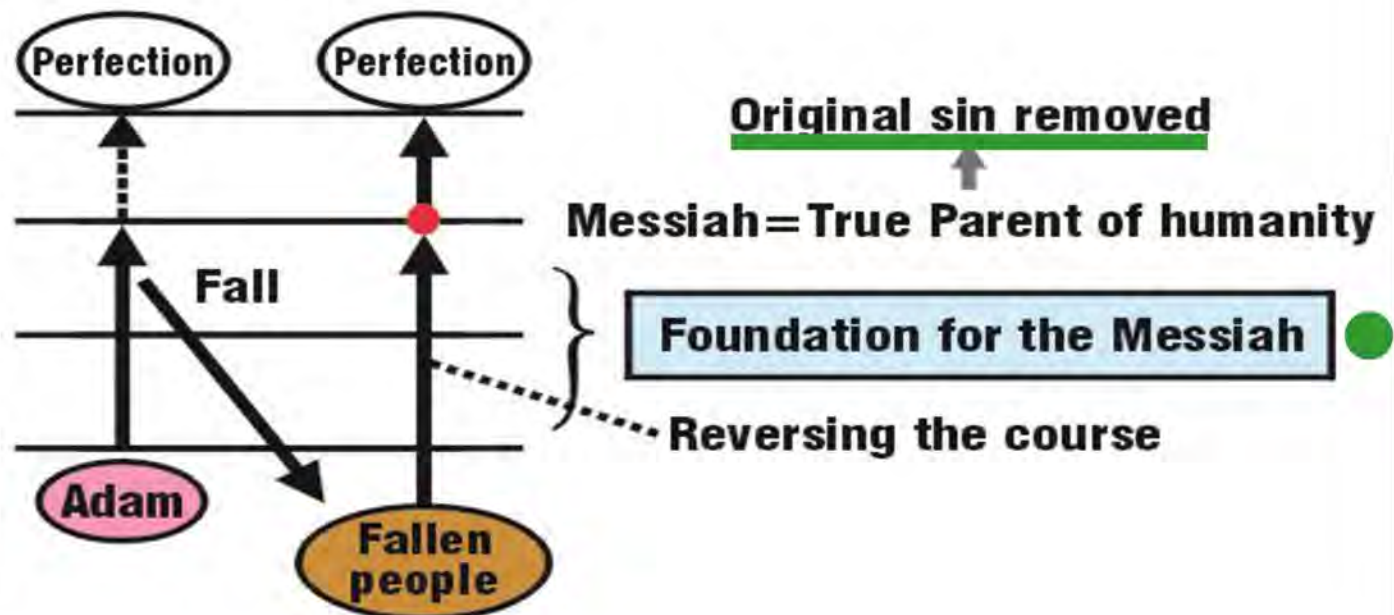 Perfection
Perfection
Original sin removed
Messiah=True Parent of humanity
Fall
Foundation for the Messiah
Reversing the course
Adam
Fallen
people